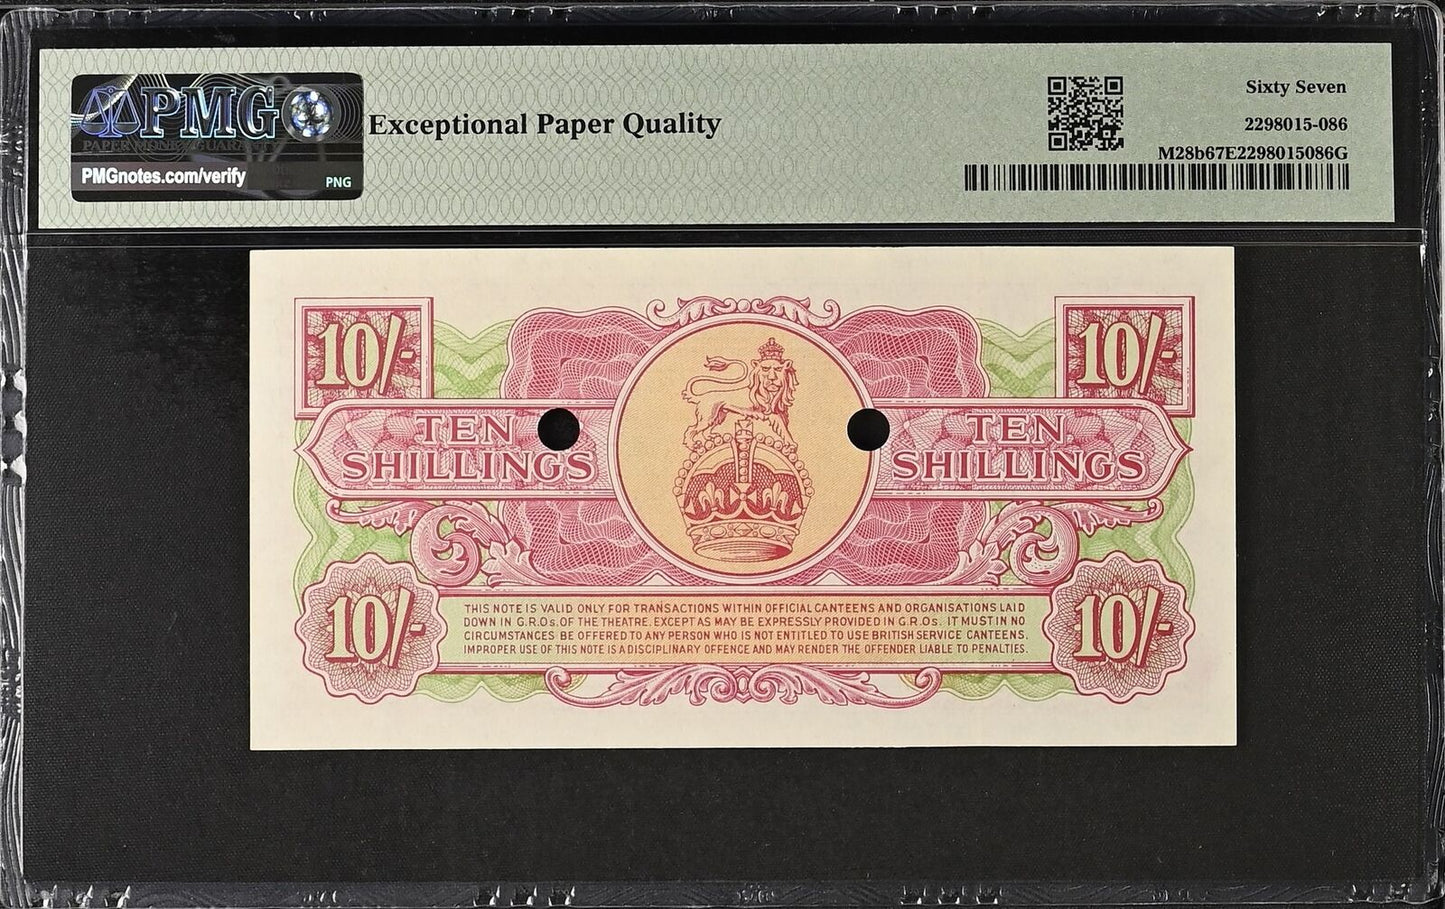 PMG
PAPER MONEY GUARANTY
PMGnotes.com/verify
PNG
Exceptional Paper Quality
Sixty Seven
2298015-086
M28b67E2298015086G
10/-
10/-
TEN
SHILLINGS
TEN
SHILLINGS
10/-
10/-
THIS NOTE IS VALID ONLY FOR TRANSACTIONS WITHIN OFFICIAL CANTEENS AND ORGANISATIONS LAID
DOWN IN G.R.Os. OF THE THEATRE. EXCEPT AS MAY BE EXPRESSLY PROVIDED IN G.R.Os. IT MUST IN NO
CIRCUMSTANCES BE OFFERED TO ANY PERSON WHO IS NOT ENTITLED TO USE BRITISH SERVICE CANTEENS.
IMPROPER USE OF THIS NOTE IS A DISCIPLINARY OFFENCE AND MAY RENDER THE OFFENDER LIABLE TO PENALTIES.